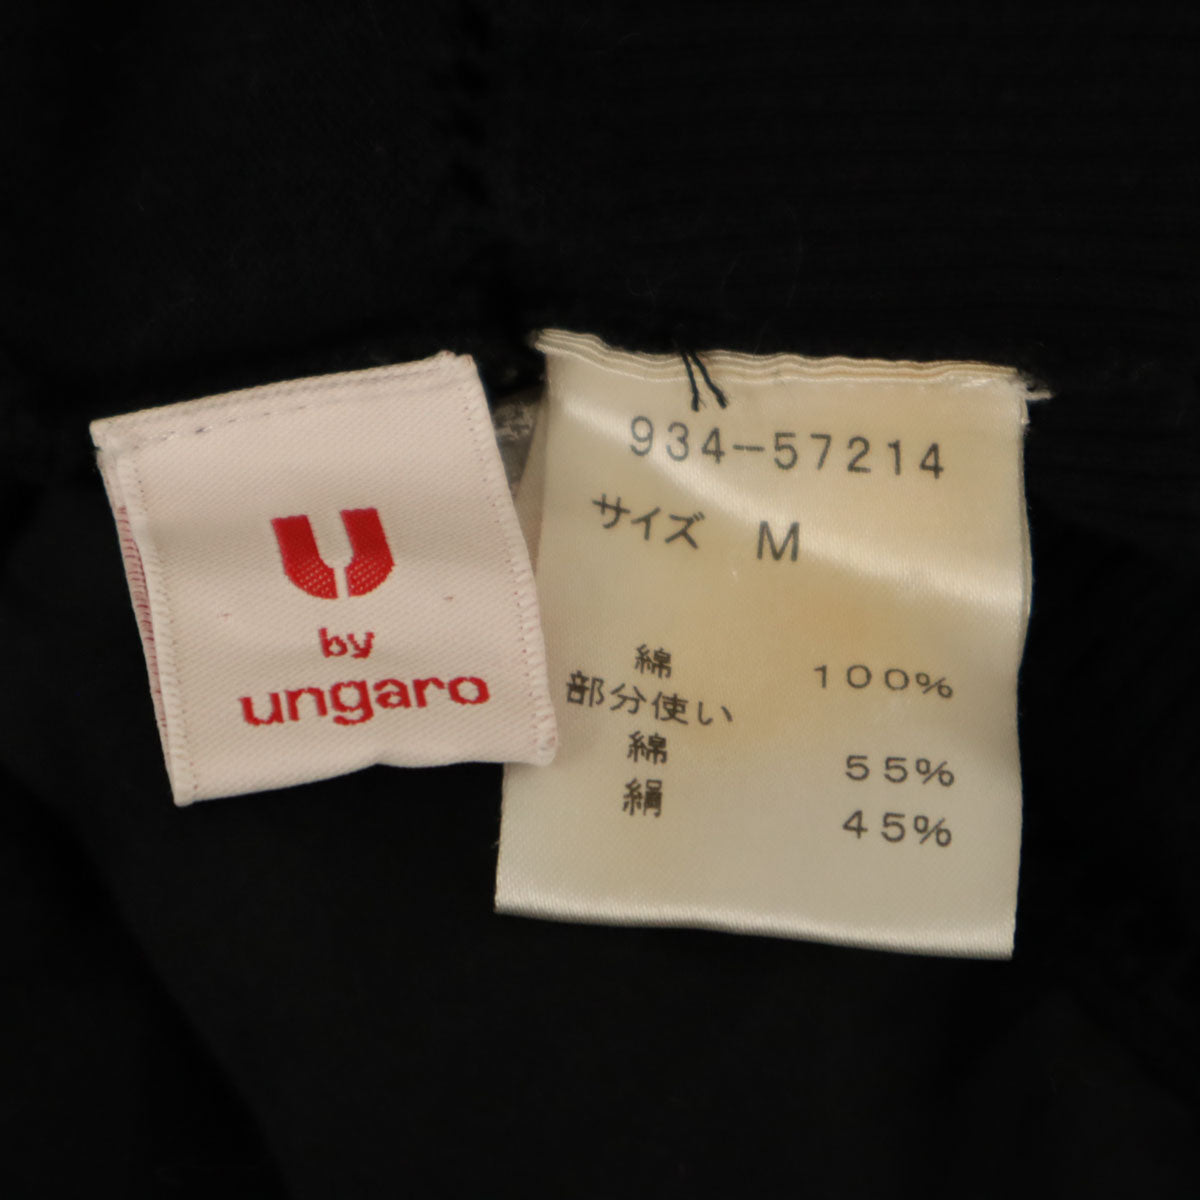 U
by
ungaro
934-57214
サイズ M
綿 100%
部分使い
綿 55%
絹 45%